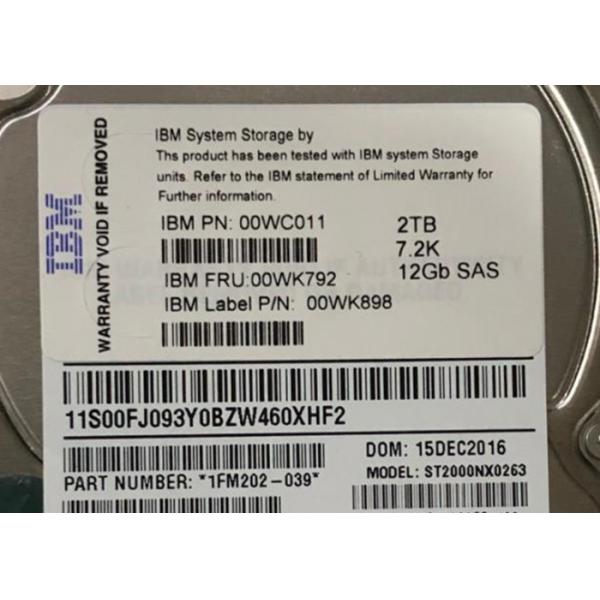 WARRANTY VOID IF REMOVED
IBM
IBM System Storage by
Ths product has been tested with IBM system Storage
units. Refer to the IBM statement of Limited Warranty for
Further information.
IBM PN: 00WC011
2TB
7.2K
12Gb SAS
IBM FRU:00WK792
IBM Label P/N: 00WK898
11S00FJ093Y0BZW460XHF2
DOM: 15DEC2016
PART NUMBER: *1FM202-039*
MODEL: ST2000NX0263